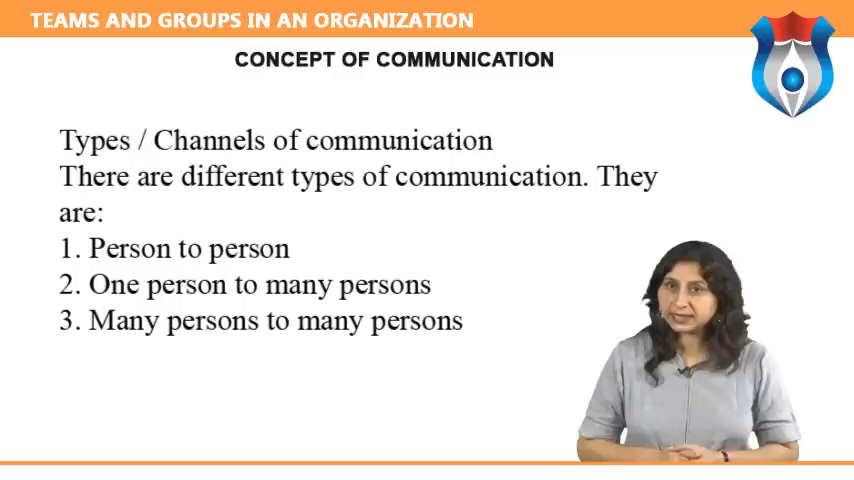 TEAMS AND GROUPS IN AN ORGANIZATION
CONCEPT OF COMMUNICATION
Types / Channels of communication
There are different types of communication. They
are:
1. Person to person
2. One person to many persons
3. Many persons to many persons